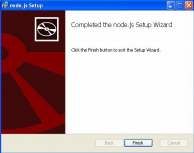 node.js Setup
Completed the node.js Setup Wizard
Click the Finish button to exit the Setup Wizard.
Back Finish Cancel